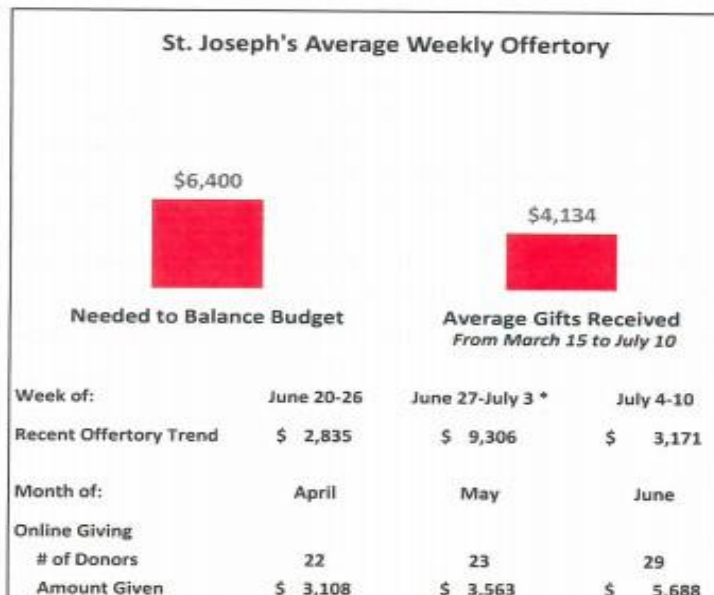 St. Joseph's Average Weekly Offertory
$6,400
$4,134
Needed to Balance Budget
Average Gifts Received
From March 15 to July 10
Week of: June 20-26 June 27-July 3 * July 4-10
Recent Offertory Trend $ 2,835 $ 9,306 $ 3,171
Month of: April May June
Online Giving
# of Donors 22 23 29
Amount Given $ 3,108 $ 3,563 $ 5,688